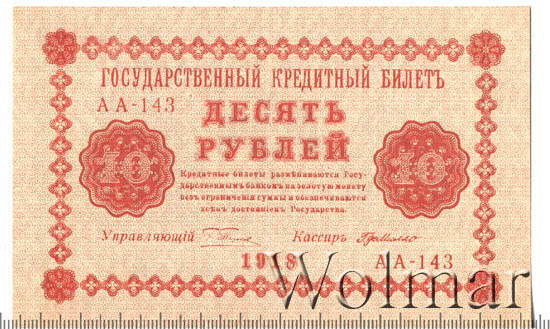 ГОСУДАРСТВЕННЫЙ КРЕДИТНЫЙ БИЛЕТЪ
АА-143
ДЕСЯТЬ
РУБЛЕЙ
10 10
Кредитные билеты размѣниваются Госу-
дарственнымъ банкомъ на золотую монету
безъ ограниченія суммы и обезпечиваются
всѣмъ достояніемъ Государства.
Управляющій Кассиръ
1918
АА-143
Wolmar